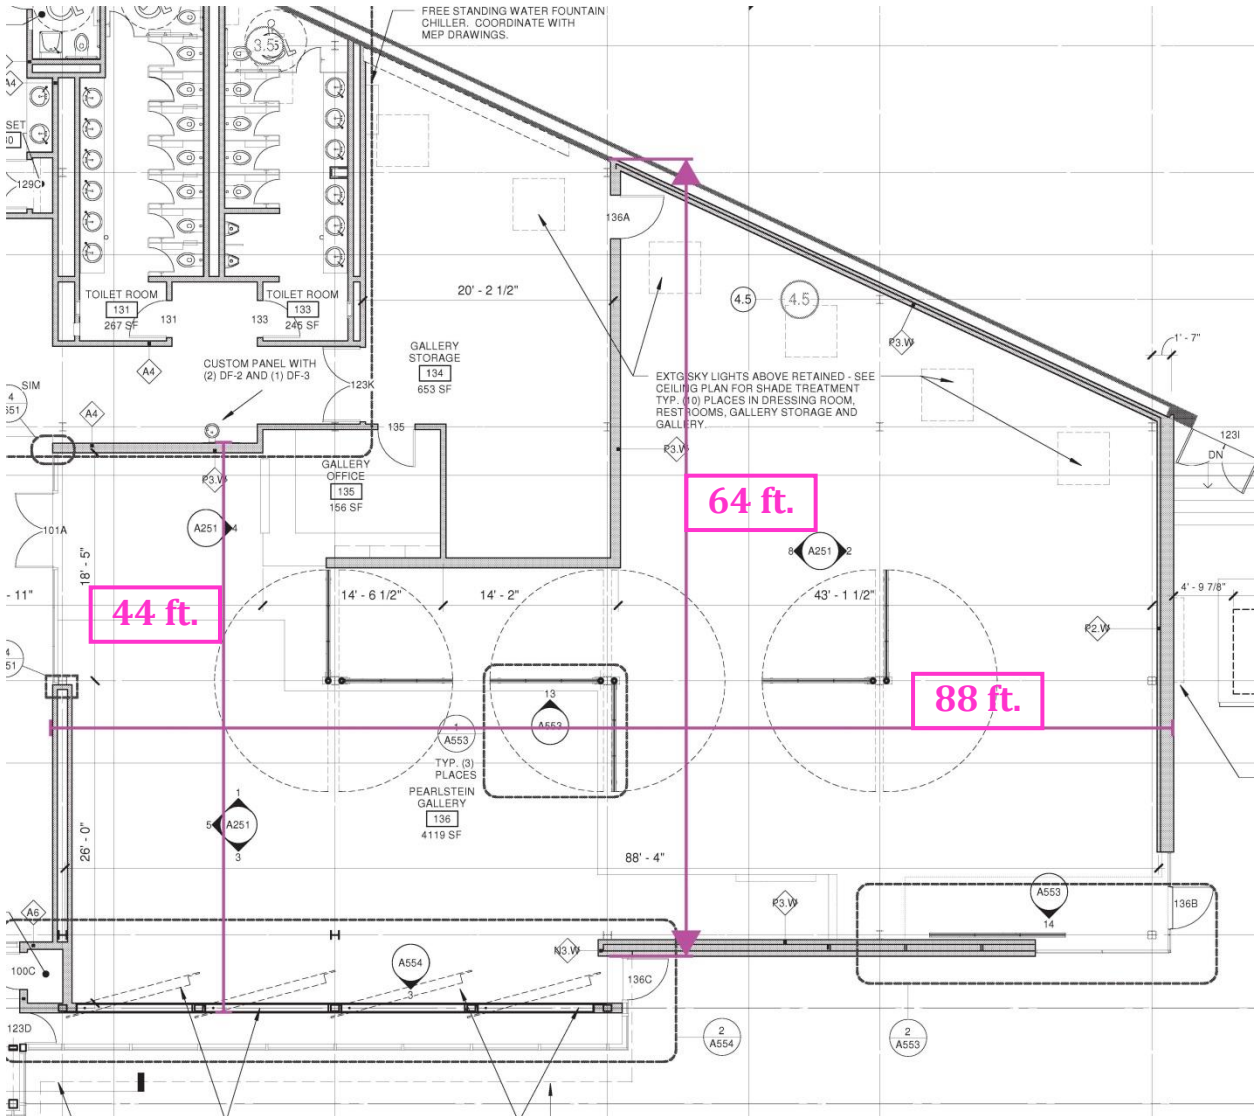 FREE STANDING WATER FOUNTAIN
CHILLER. COORDINATE WITH
MEP DRAWINGS.
3.5
A4
SET
129C
136A
TOILET ROOM
131
267 SF
131
TOILET ROOM
133
245 SF
133
20' - 2 1/2"
4.5
4.5
P3.W
1' - 7"
A4
CUSTOM PANEL WITH
(2) DF-2 AND (1) DF-3
123K
GALLERY
STORAGE
134
653 SF
EXTG SKY LIGHTS ABOVE RETAINED - SEE
CEILING PLAN FOR SHADE TREATMENT
TYP. (10) PLACES IN DRESSING ROOM,
RESTROOMS, GALLERY STORAGE AND
GALLERY.
SIM
4
A4
135
P3.W
P3.W
123I
DN
GALLERY
OFFICE
135
156 SF
64 ft.
101A
A251
4
18' - 5"
8
A251
2
- 11"
44 ft.
14' - 6 1/2"
14' - 2"
43' - 1 1/2"
4' - 9 7/8"
P2.W
88 ft.
13
A553
1
A553
TYP. (3)
PLACES
PEARLSTEIN
GALLERY
136
4119 SF
1
5
A251
3
26' - 0"
88' - 4"
A6
P3.W
A553
14
136B
N3.W
100C
A554
3
136C
123D
2
A554
2
A553